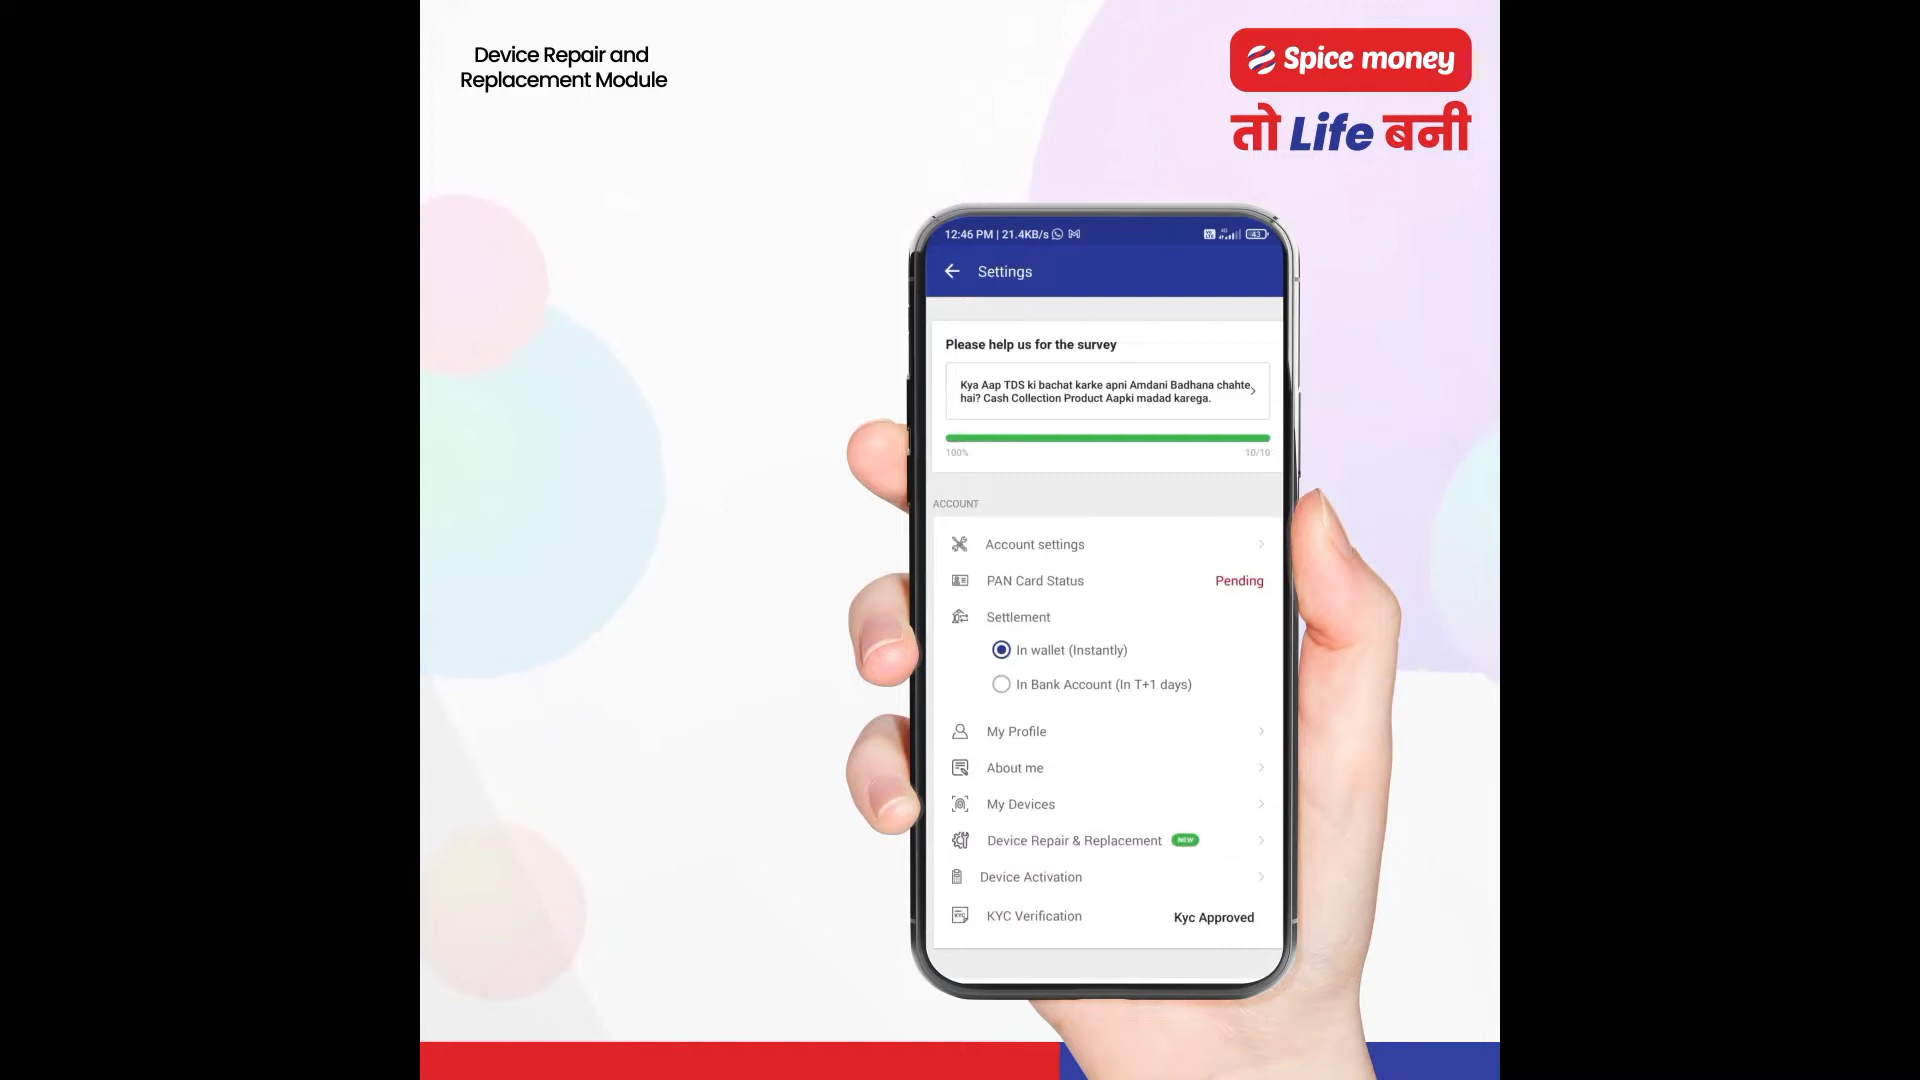 Device Repair and
Replacement Module
Spice money
तो Life बनी
12:46 PM | 21.4KB/s
4G
43
Settings
Please help us for the survey
Kya Aap TDS ki bachat karke apni Amdani Badhana chahte
hai? Cash Collection Product Aapki madad karega.
100% 10/10
ACCOUNT
Account settings
PAN Card Status Pending
Settlement
In wallet (Instantly)
In Bank Account (In T+1 days)
My Profile
About me
My Devices
Device Repair & Replacement NEW
Device Activation
KYC KYC Verification Kyc Approved